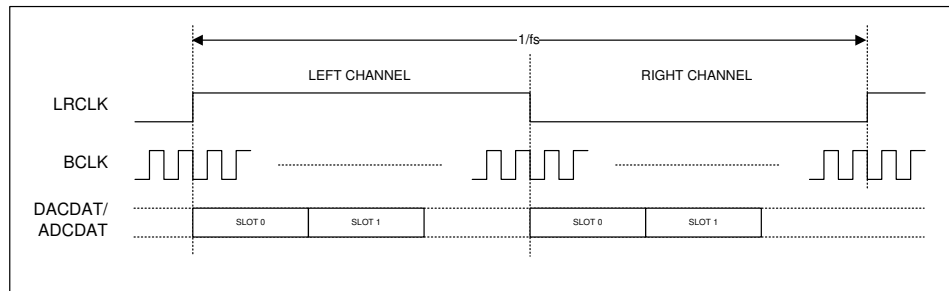 1/fs
LEFT CHANNEL RIGHT CHANNEL
LRCLK
BCLK
DACDAT/
ADCDAT
SLOT 0 SLOT 1 SLOT 0 SLOT 1